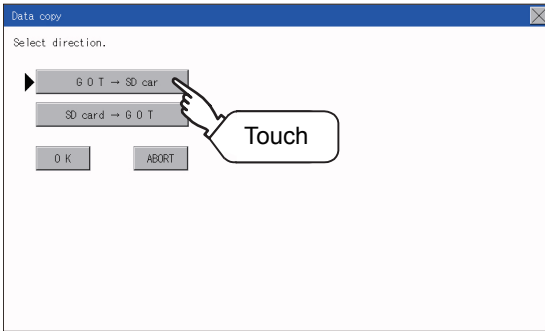 Data copy
Select direction.
G O T → SD car
SD card → G O T
Touch
O K
ABORT